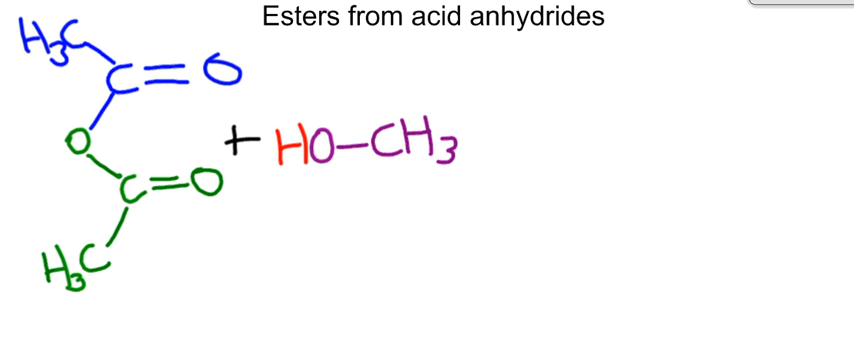 Esters from acid anhydrides
H3C
C=O
O
+ HO-CH3
C=O
H3C